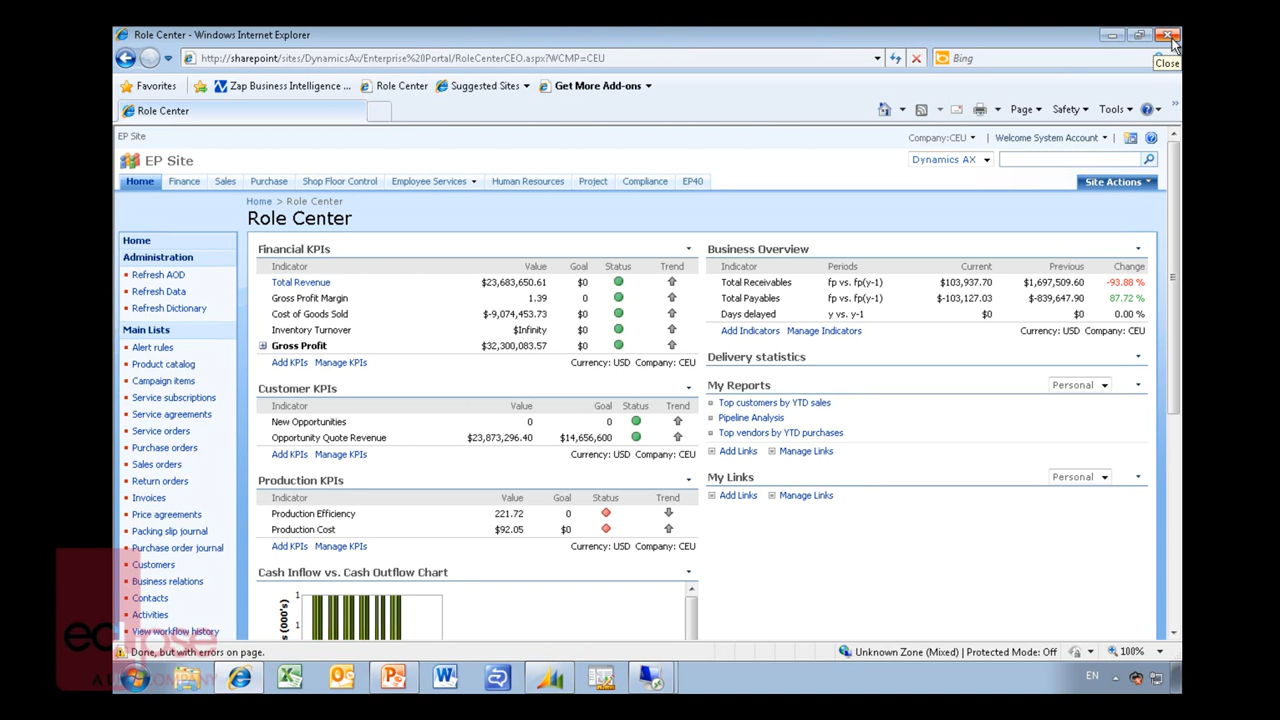 Role Center - Windows Internet Explorer
Close
http://sharepoint/sites/DynamicsAx/Enterprise%20Portal/RoleCenterCEO.aspx?WCMP=CEU
Bing
Favorites Zap Business Intelligence ... Role Center Suggested Sites Get More Add-ons
Role Center
Page Safety Tools
EP Site
Company:CEU Welcome System Account
EP Site
Dynamics AX
Home Finance Sales Purchase Shop Floor Control Employee Services Human Resources Project Compliance EP40
Site Actions
Home > Role Center
Role Center
Home
Administration
Refresh AOD
Refresh Data
Refresh Dictionary
Main Lists
Alert rules
Product catalog
Campaign items
Service subscriptions
Service agreements
Service orders
Purchase orders
Sales orders
Return orders
Invoices
Price agreements
Packing slip journal
Purchase order journal
Customers
Business relations
Contacts
Activities
View workflow history
Financial KPIs
Indicator Value Goal Status Trend
Total Revenue $23,683,650.61 $0
Gross Profit Margin 1.39 0
Cost of Goods Sold $-9,074,453.73 $0
Inventory Turnover $Infinity $0
Gross Profit $32,300,083.57 $0
Add KPIs Manage KPIs Currency: USD Company: CEU
Customer KPIs
Indicator Value Goal Status Trend
New Opportunities 0 0
Opportunity Quote Revenue $23,873,296.40 $14,656,600
Add KPIs Manage KPIs Currency: USD Company: CEU
Production KPIs
Indicator Value Goal Status Trend
Production Efficiency 221.72 0
Production Cost $92.05 $0
Add KPIs Manage KPIs Currency: USD Company: CEU
Cash Inflow vs. Cash Outflow Chart
1
1
s (000's)
Business Overview
Indicator Periods Current Previous Change
Total Receivables fp vs. fp(y-1) $103,937.70 $1,697,509.60 -93.88 %
Total Payables fp vs. fp(y-1) $-103,127.03 $-839,647.90 87.72 %
Days delayed y vs. y-1 $0 $0 0.00 %
Add Indicators Manage Indicators Currency: USD Company: CEU
Delivery statistics
My Reports Personal
Top customers by YTD sales
Pipeline Analysis
Top vendors by YTD purchases
Add Links Manage Links
My Links Personal
Add Links Manage Links
Done, but with errors on page.
Unknown Zone (Mixed) | Protected Mode: Off
100%
eclipse
EN